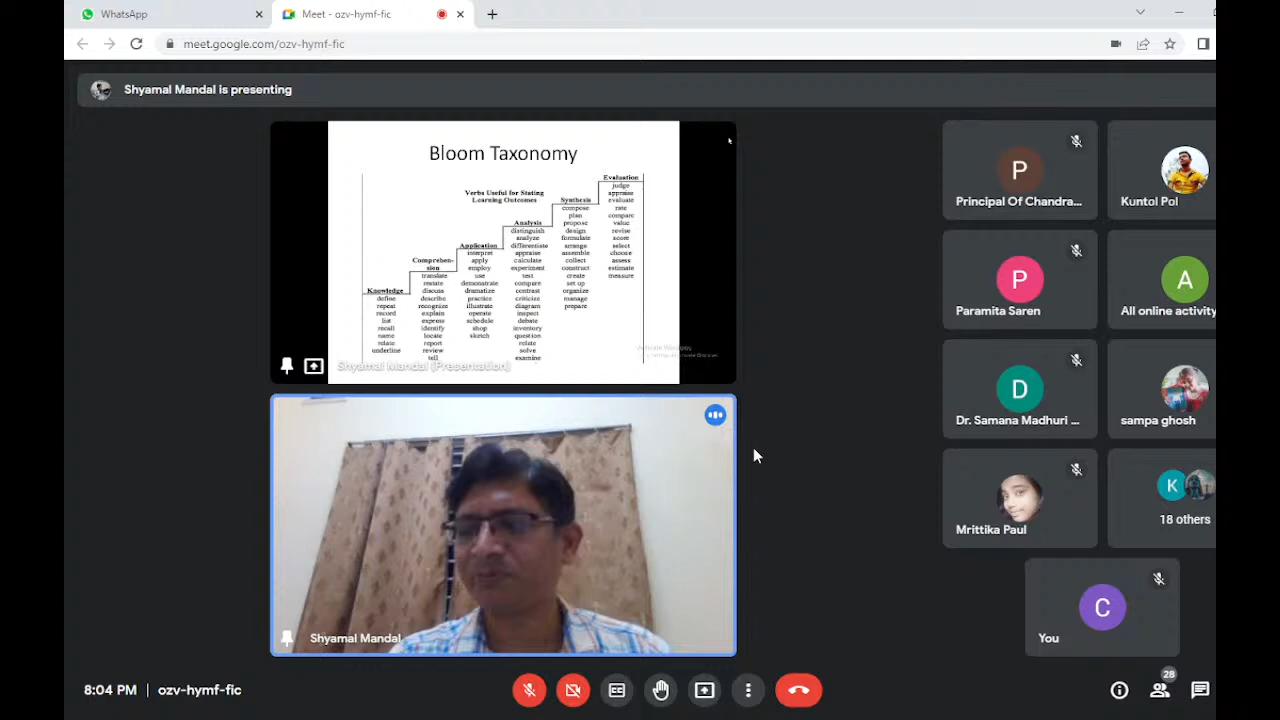 WhatsApp
Meet - ozv-hymf-fic
meet.google.com/ozv-hymf-fic
Shyamal Mandal is presenting
Bloom Taxonomy
Verbs Useful for Stating
Learning Outcomes
Knowledge
define
repeat
record
list
recall
name
relate
underline
Comprehen-
sion
translate
restate
discuss
describe
recognize
explain
express
identify
locate
report
review
tell
Application
interpret
apply
employ
use
demonstrate
dramatize
practice
illustrate
operate
schedule
shop
sketch
Analysis
distinguish
analyze
differentiate
appraise
calculate
experiment
test
compare
contrast
criticize
diagram
inspect
debate
inventory
question
relate
solve
examine
Synthesis
compose
plan
propose
design
formulate
arrange
assemble
collect
construct
create
set up
organize
manage
prepare
Evaluation
judge
appraise
evaluate
rate
compare
value
revise
score
select
choose
assess
estimate
measure
Shyamal Mandal (Presentation)
Shyamal Mandal
P
Principal Of Chandra...
Kuntol Pal
P
Paramita Saren
A
D
Dr. Samana Madhuri ...
sampa ghosh
Mrittika Paul
K
18 others
C
You
8:04 PM | ozv-hymf-fic
28